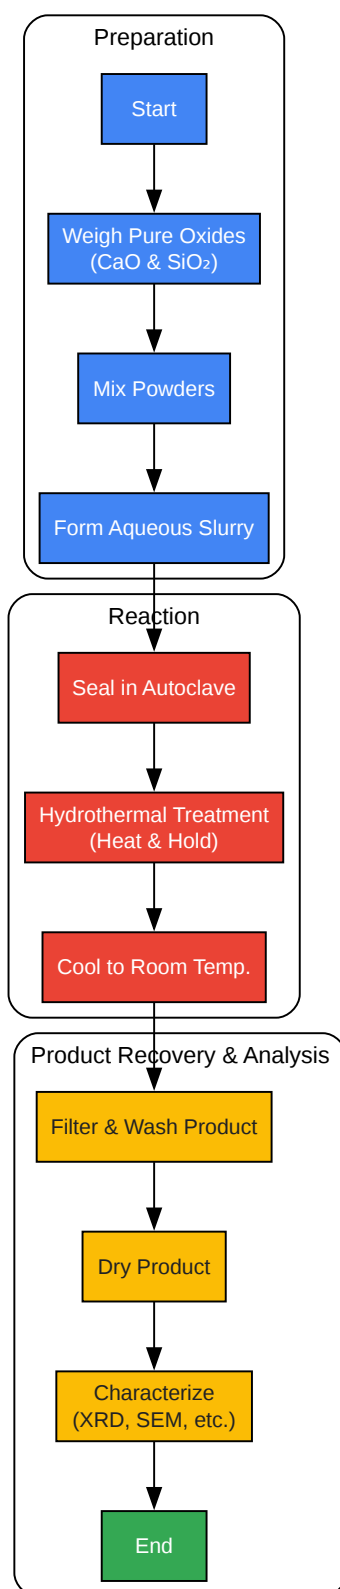 Preparation
Start
Weigh Pure Oxides
(CaO & SiO₂)
Mix Powders
Form Aqueous Slurry
Reaction
Seal in Autoclave
Hydrothermal Treatment
(Heat & Hold)
Cool to Room Temp.
Product Recovery & Analysis
Filter & Wash Product
Dry Product
Characterize
(XRD, SEM, etc.)
End